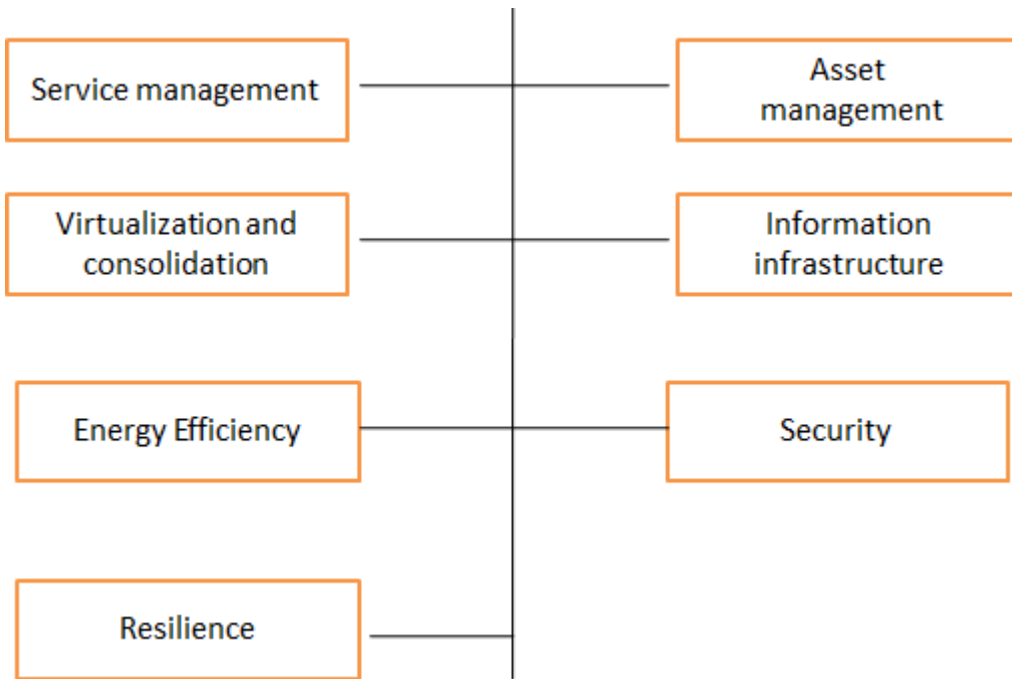 Service management
Asset
management
Virtualization and
consolidation
Information
infrastructure
Energy Efficiency
Security
Resilience